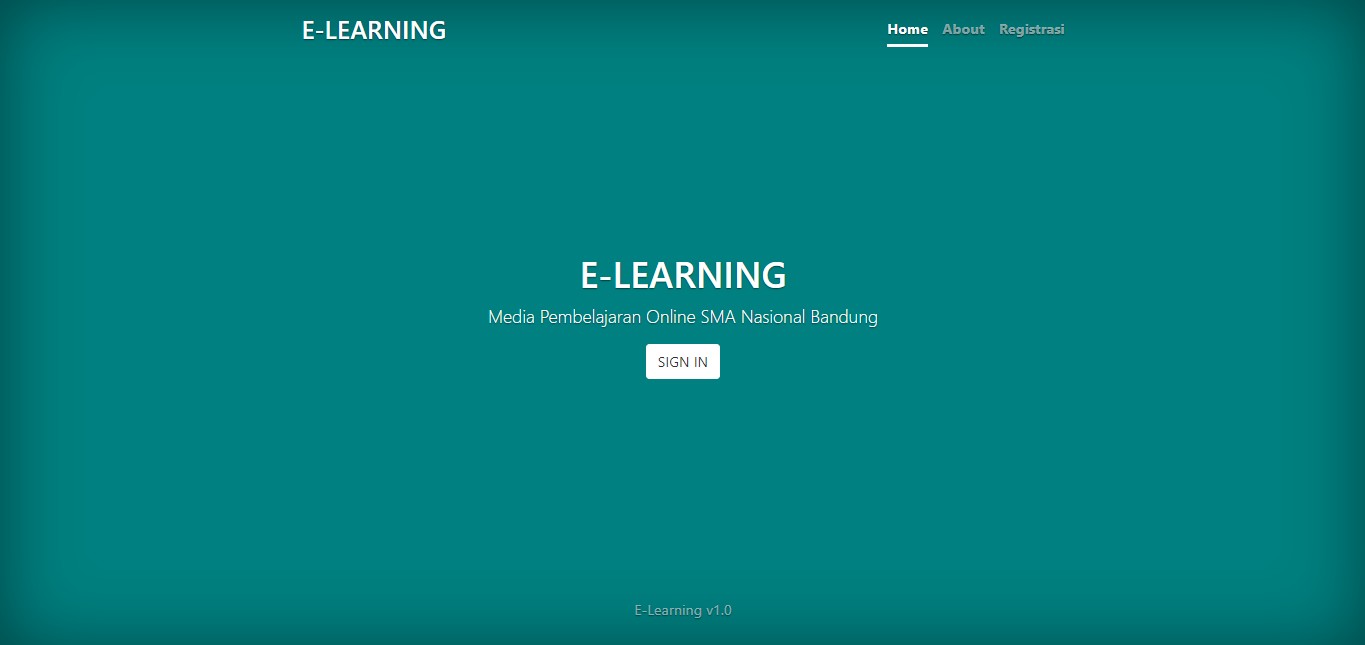 E-LEARNING
Home About Registrasi
E-LEARNING
Media Pembelajaran Online SMA Nasional Bandung
SIGN IN
E-Learning v1.0